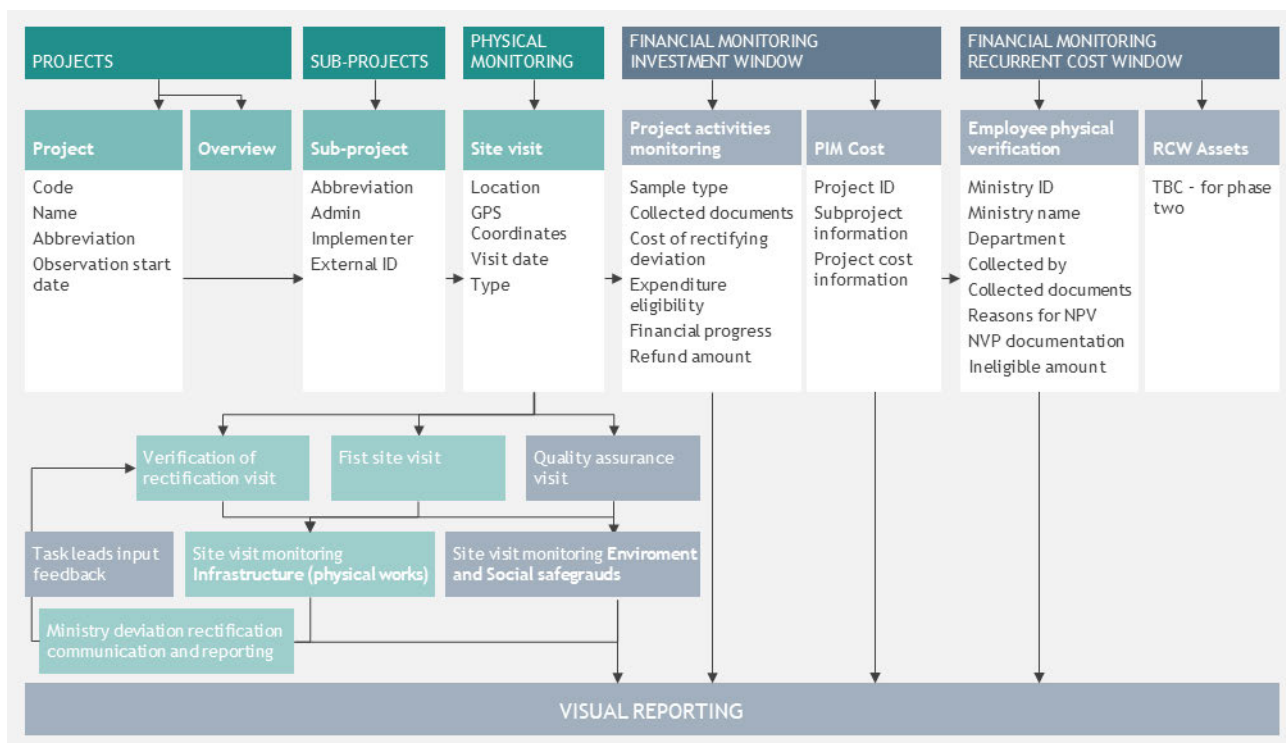 PROJECTS
SUB-PROJECTS
PHYSICAL
MONITORING
FINANCIAL MONITORING
INVESTMENT WINDOW
FINANCIAL MONITORING
RECURRENT COST WINDOW
Project
Overview
Sub-project
Site visit
Project activities
monitoring
PIM Cost
Employee physical
verification
RCW Assets
Code
Name
Abbreviation
Observation start
date
Abbreviation
Admin
Implementer
External ID
Location
GPS
Coordinates
Visit date
Type
Sample type
Collected documents
Cost of rectifying
deviation
Expenditure
eligibility
Financial progress
Refund amount
Project ID
Subproject
information
Project cost
information
Ministry ID
Ministry name
Department
Collected by
Collected documents
Reasons for NPV
NVP documentation
Ineligible amount
TBC - for phase
two
Verification of
rectification visit
Fist site visit
Quality assurance
visit
Task leads input
feedback
Site visit monitoring
Infrastructure (physical works)
Site visit monitoring Enviroment
and Social safegrauds
Ministry deviation rectification
communication and reporting
VISUAL REPORTING